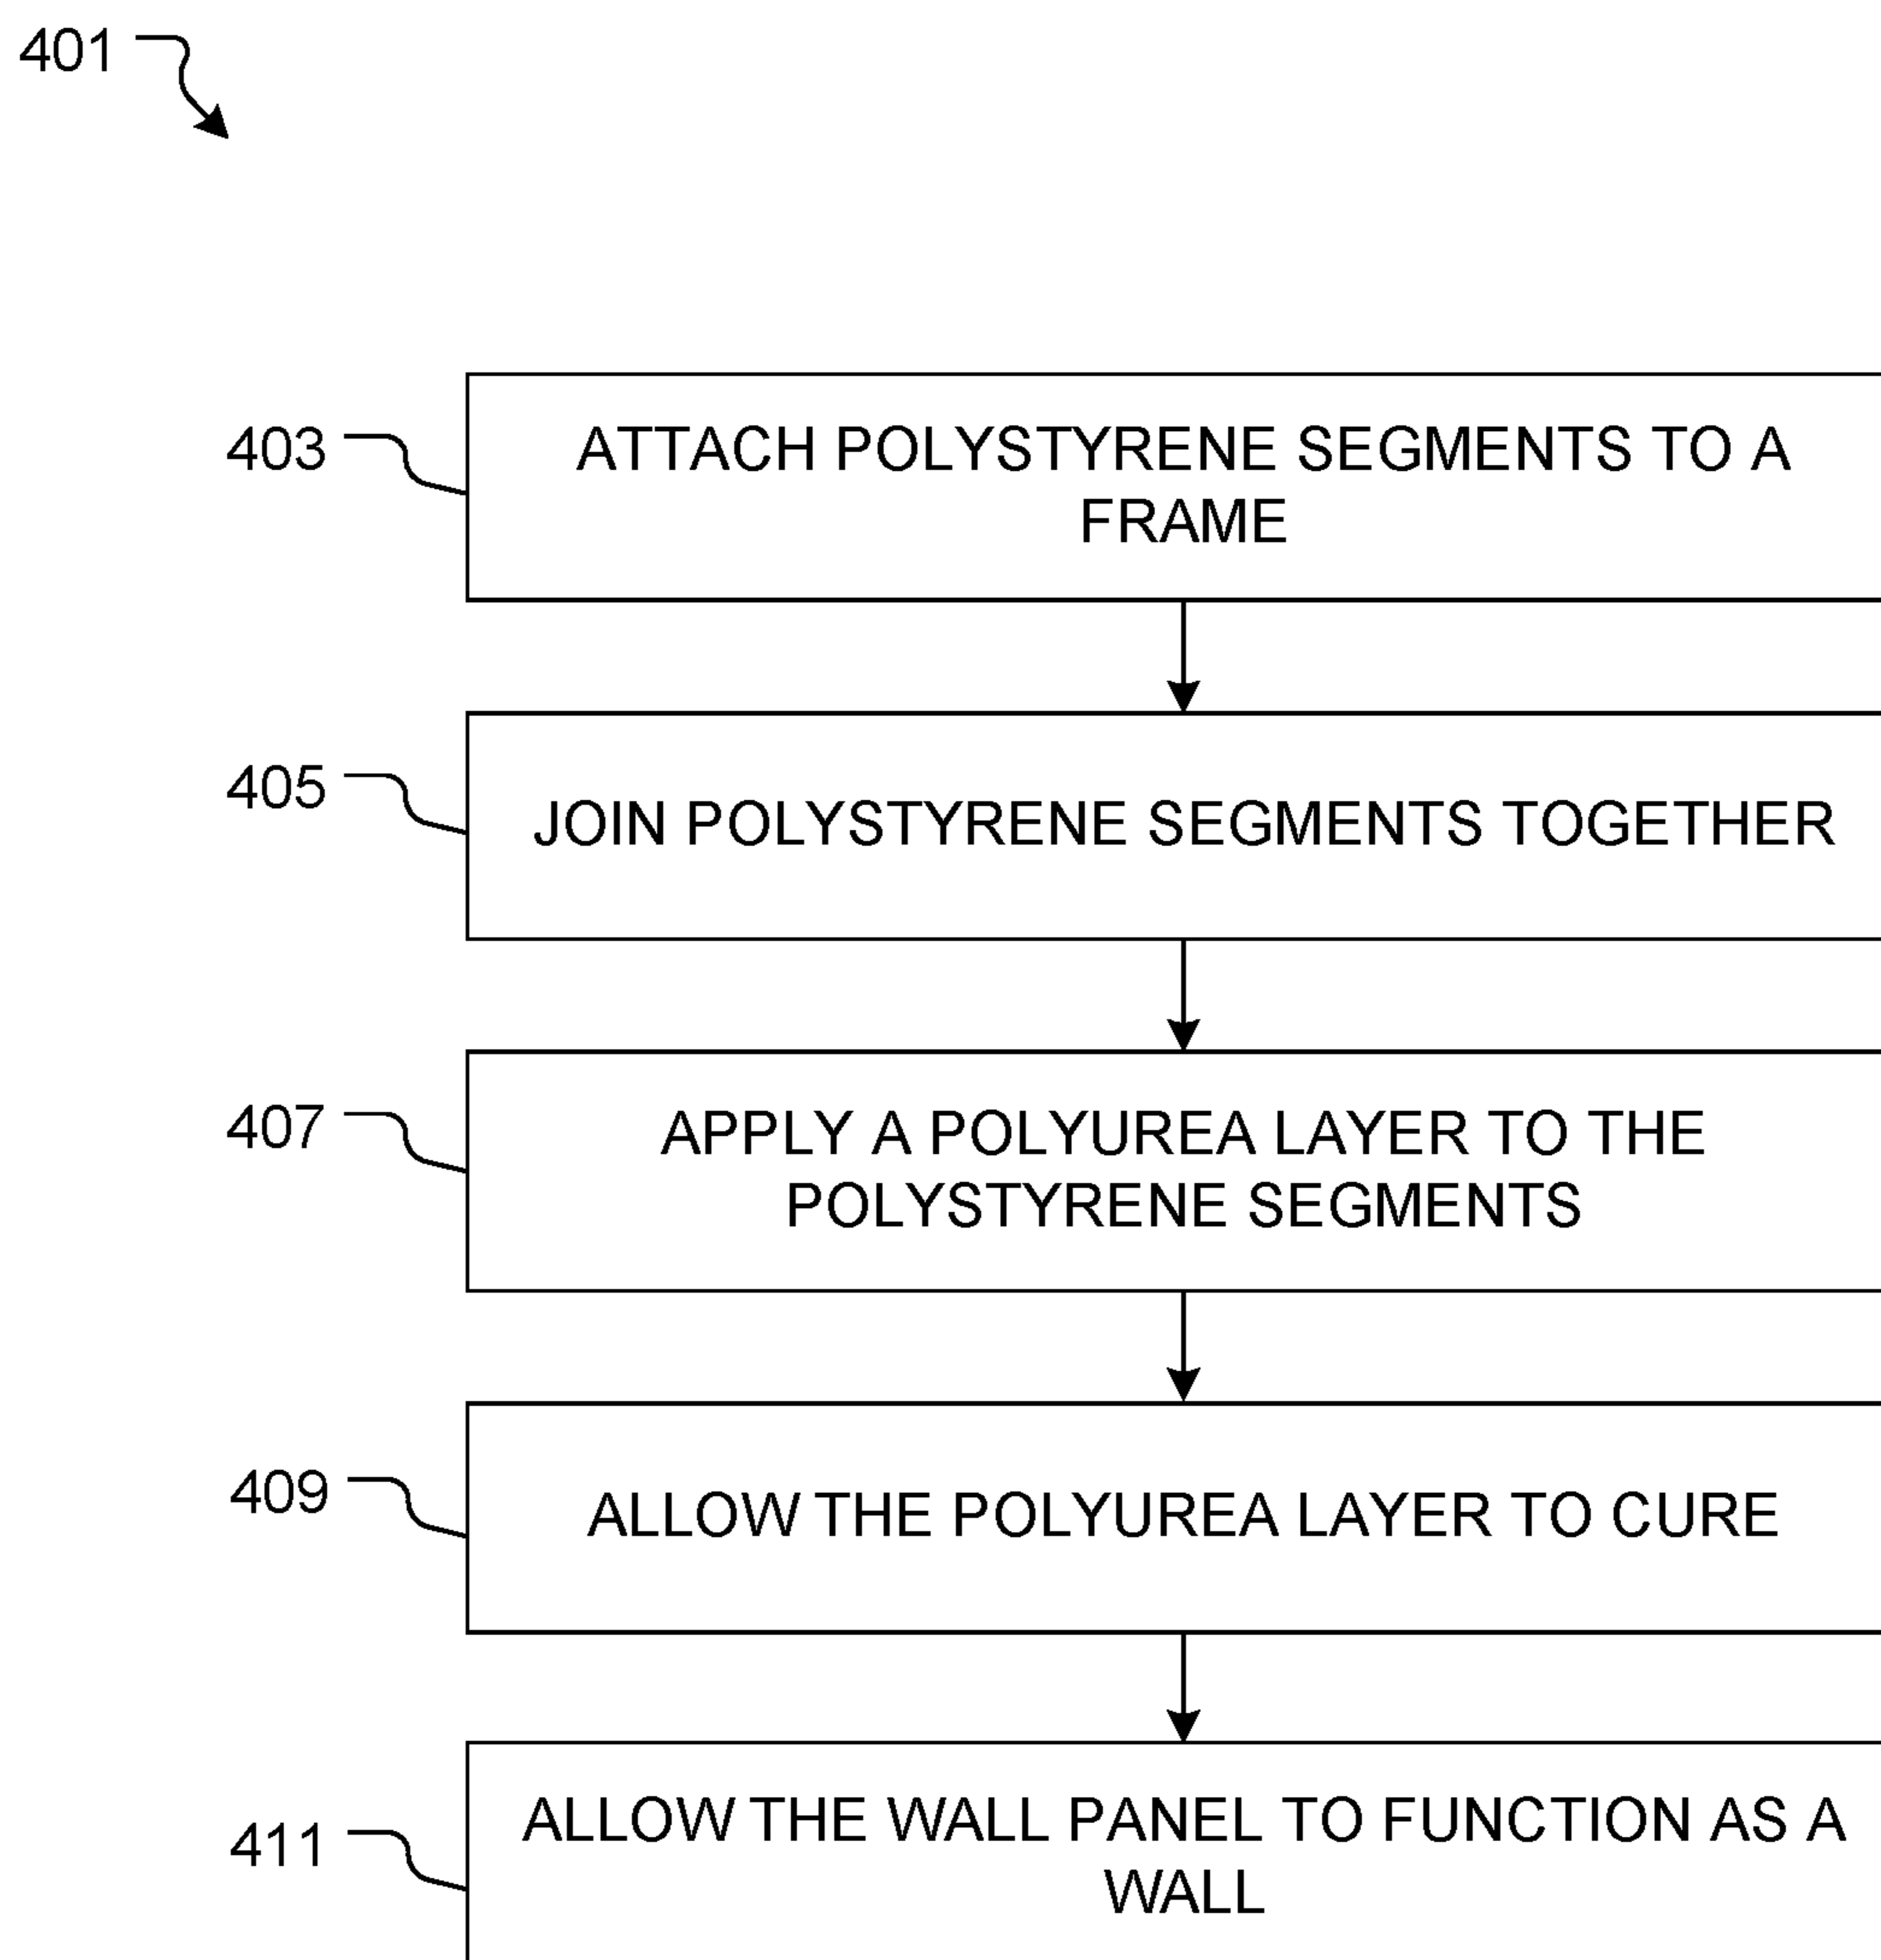 401
403
ATTACH POLYSTYRENE SEGMENTS TO A
FRAME
405
JOIN POLYSTYRENE SEGMENTS TOGETHER
407
APPLY A POLYUREA LAYER TO THE
POLYSTYRENE SEGMENTS
409
ALLOW THE POLYUREA LAYER TO CURE
411
ALLOW THE WALL PANEL TO FUNCTION AS A
WALL